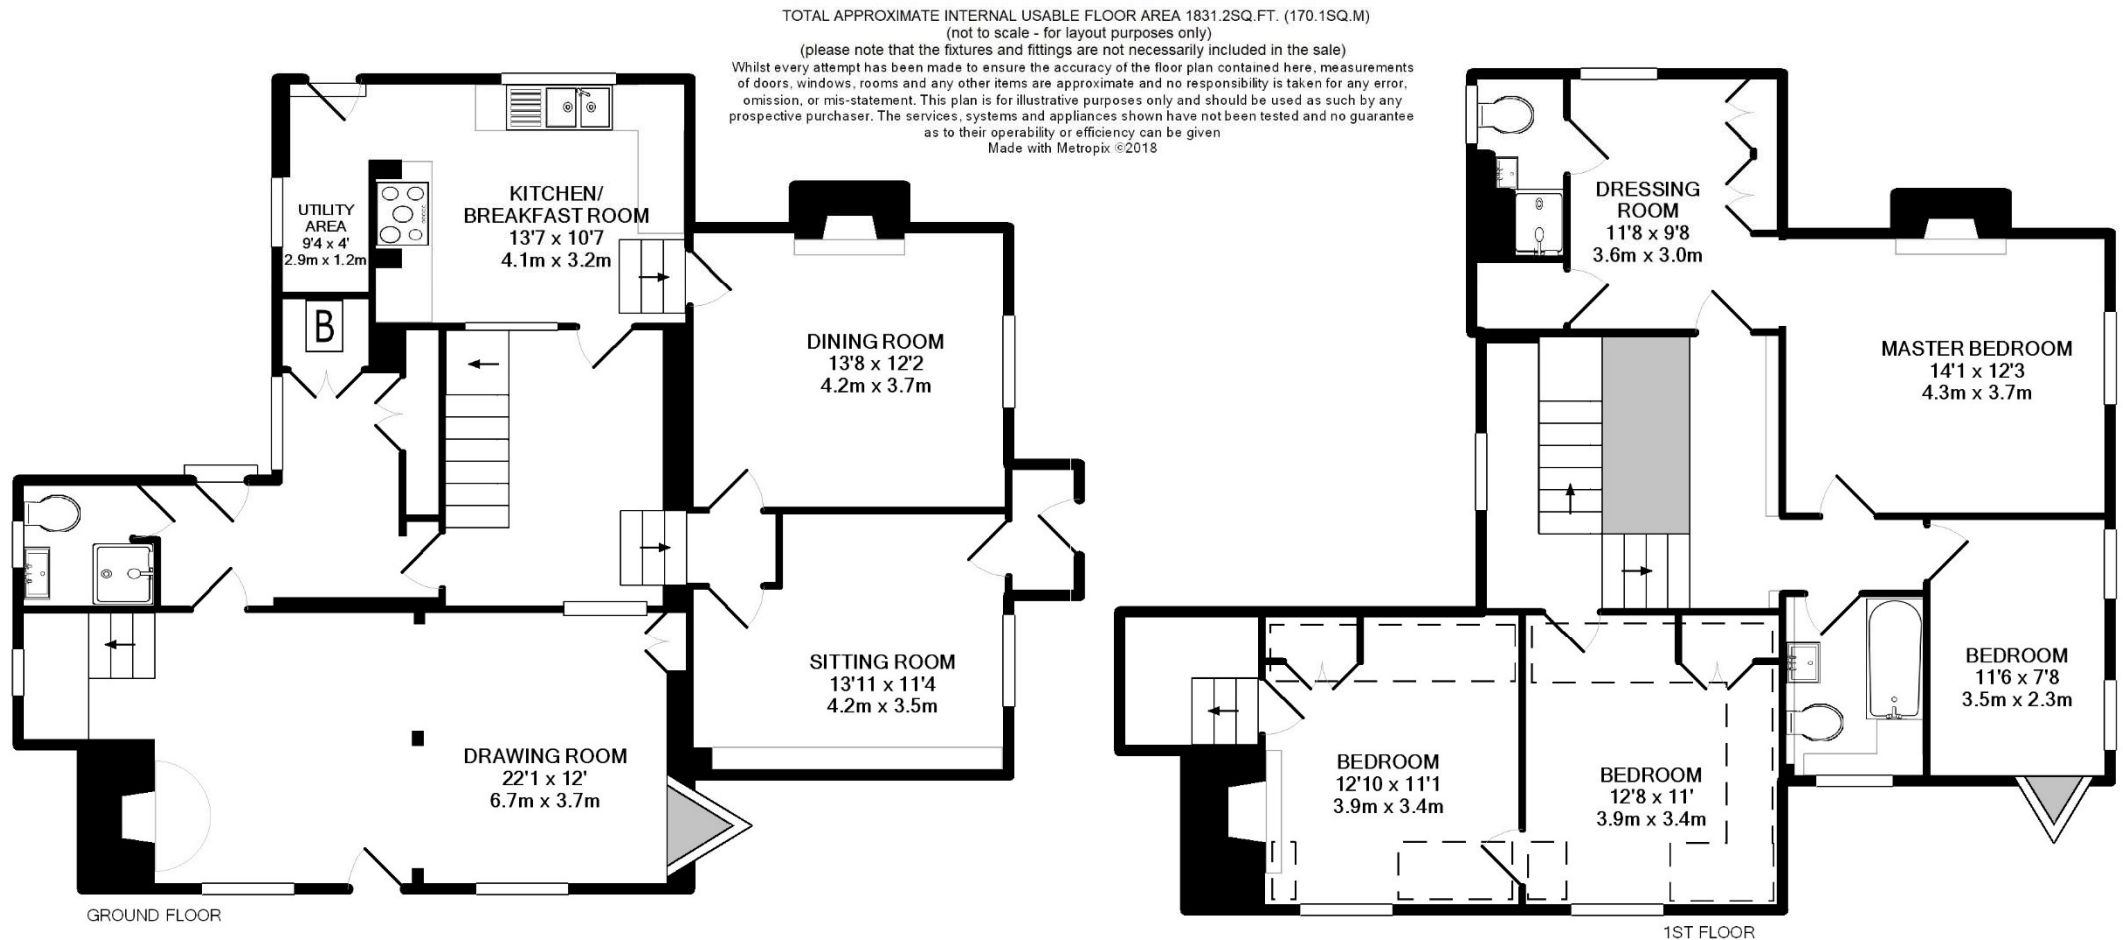 TOTAL APPROXIMATE INTERNAL USABLE FLOOR AREA 1831.2SQ.FT. (170.1SQ.M)
(not to scale - for layout purposes only)
(please note that the fixtures and fittings are not necessarily included in the sale)
Whilst every attempt has been made to ensure the accuracy of the floor plan contained here, measurements
of doors, windows, rooms and any other items are approximate and no responsibility is taken for any error,
omission, or mis-statement. This plan is for illustrative purposes only and should be used as such by any
prospective purchaser. The services, systems and appliances shown have not been tested and no guarantee
as to their operability or efficiency can be given
Made with Metropix ©2018
UTILITY
AREA
9'4 x 4'
2.9m x 1.2m
KITCHEN/
BREAKFAST ROOM
13'7 x 10'7
4.1m x 3.2m
B
DINING ROOM
13'8 x 12'2
4.2m x 3.7m
SITTING ROOM
13'11 x 11'4
4.2m x 3.5m
DRAWING ROOM
22'1 x 12'
6.7m x 3.7m
GROUND FLOOR
DRESSING
ROOM
11'8 x 9'8
3.6m x 3.0m
MASTER BEDROOM
14'1 x 12'3
4.3m x 3.7m
BEDROOM
11'6 x 7'8
3.5m x 2.3m
BEDROOM
12'10 x 11'1
3.9m x 3.4m
BEDROOM
12'8 x 11'
3.9m x 3.4m
1ST FLOOR